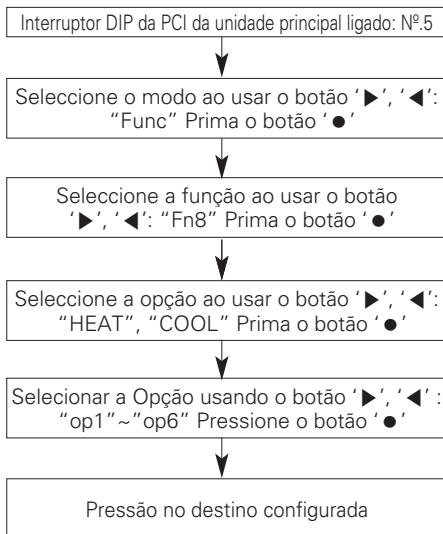 Interruptor DIP da PCI da unidade principal ligado: Nº.5
Seleccione o modo ao usar o botão ‘▶’, ‘◀’:
“Func” Prima o botão ‘●’
Seleccione a função ao usar o botão
‘▶’, ‘◀’: “Fn8” Prima o botão ‘●’
Seleccione a opção ao usar o botão ‘▶’, ‘◀’:
“HEAT”, “COOL” Prima o botão ‘●’
Selecionar a Opção usando o botão ‘▶’, ‘◀’ :
“op1”~”op6” Pressione o botão ‘●’
Pressão no destino configurada